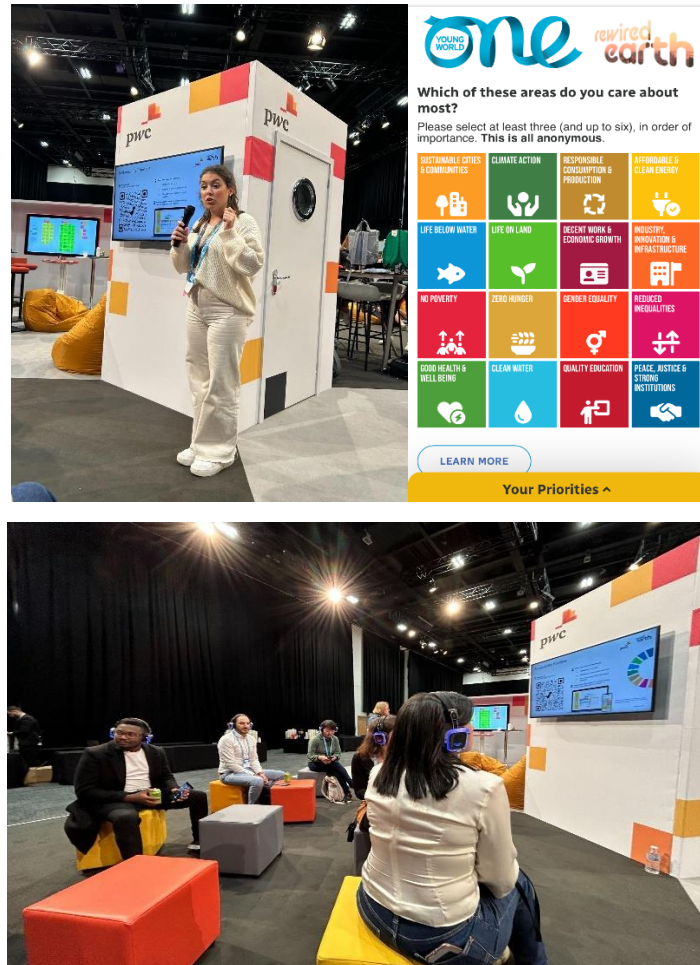 pwc
pwc
YOUNG
WORLD
one
rewired
earth
Which of these areas do you care about
most?
Please select at least three (and up to six), in order of
importance. This is all anonymous.
SUSTAINABLE CITIES
& COMMUNITIES
CLIMATE ACTION
RESPONSIBLE
CONSUMPTION &
PRODUCTION
AFFORDABLE &
CLEAN ENERGY
LIFE BELOW WATER
LIFE ON LAND
DECENT WORK &
ECONOMIC GROWTH
INDUSTRY,
INNOVATION &
INFRASTRUCTURE
NO POVERTY
ZERO HUNGER
GENDER EQUALITY
REDUCED
INEQUALITIES
GOOD HEALTH &
WELL BEING
CLEAN WATER
QUALITY EDUCATION
PEACE, JUSTICE &
STRONG
INSTITUTIONS
LEARN MORE
Your Priorities
pwc